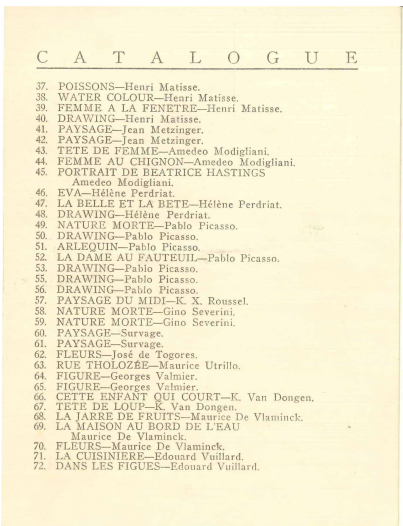 CATALOGUE
37. POISSONS—Henri Matisse.
38. WATER COLOUR—Henri Matisse.
39. FEMME A LA FENETRE—Henri Matisse.
40. DRAWING—Henri Matisse.
41. PAYSAGE—Jean Metzinger.
42. PAYSAGE—Jean Metzinger.
43. TETE DE FEMME—Amedeo Modigliani.
44. FEMME AU CHIGNON—Amedeo Modigliani.
45. PORTRAIT DE BEATRICE HASTINGS
Amedeo Modigliani.
46. EVA—Hélène Perdriat.
47. LA BELLE ET LA BETE—Hélène Perdriat.
48. DRAWING—Hélène Perdriat.
49. NATURE MORTE—Pablo Picasso.
50. DRAWING—Pablo Picasso.
51. ARLEQUIN—Pablo Picasso.
52. LA DAME AU FAUTEUIL—Pablo Picasso.
53. DRAWING—Pablo Picasso.
55. DRAWING—Pablo Picasso.
56. DRAWING—Pablo Picasso.
57. PAYSAGE DU MIDI—K. X. Roussel.
58. NATURE MORTE—Gino Severini.
59. NATURE MORTE—Gino Severini.
60. PAYSAGE—Survage.
61. PAYSAGE—Survage.
62. FLEURS—José de Togores.
63. RUE THOLOZÉE—Maurice Utrillo.
64. FIGURE—Georges Valmier.
65. FIGURE—Georges Valmier.
66. CETTE ENFANT QUI COURT—K. Van Dongen.
67. TETE DE LOUP—K. Van Dongen.
68. LA JARRE DE FRUITS—Maurice De Vlaminck.
69. LA MAISON AU BORD DE L'EAU
Maurice De Vlaminck.
70. FLEURS—Maurice De Vlaminck.
71. LA CUISINIERE—Edouard Vuillard.
72. DANS LES FIGUES—Edouard Vuillard.